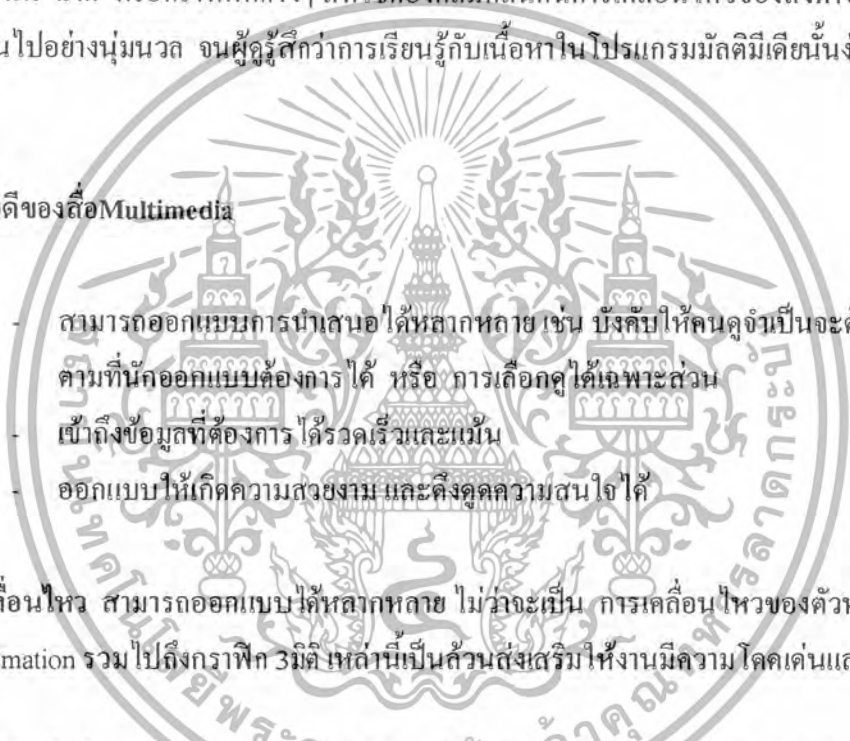 นไปอย่างนุ่มนวล จนผู้ดูรู้สึกว่าการเรียนรู้กับเนื้อหาในโปรแกรมมัลติมีเดียนั้นง่
ดีของสื่อMultimedia
- สามารถออกแบบการนำเสนอได้หลากหลาย เช่น บังคับให้คนดูจำเป็นจะต้
ตามที่นักออกแบบต้องการได้ หรือ การเลือกดูได้เฉพาะส่วน
- เข้าถึงข้อมูลที่ต้องการได้รวดเร็วและแม้น
- ออกแบบให้เกิดความสวยงาม และดึงดูดความสนใจได้
ลื่อนไหว สามารถออกแบบได้หลากหลาย ไม่ว่าจะเป็น การเคลื่อนไหวของตัวห
mation รวมไปถึงกราฟิก 3มิติ เหล่านี้เป็นล้วนส่งเสริมให้งานมีความโดดเด่นแล